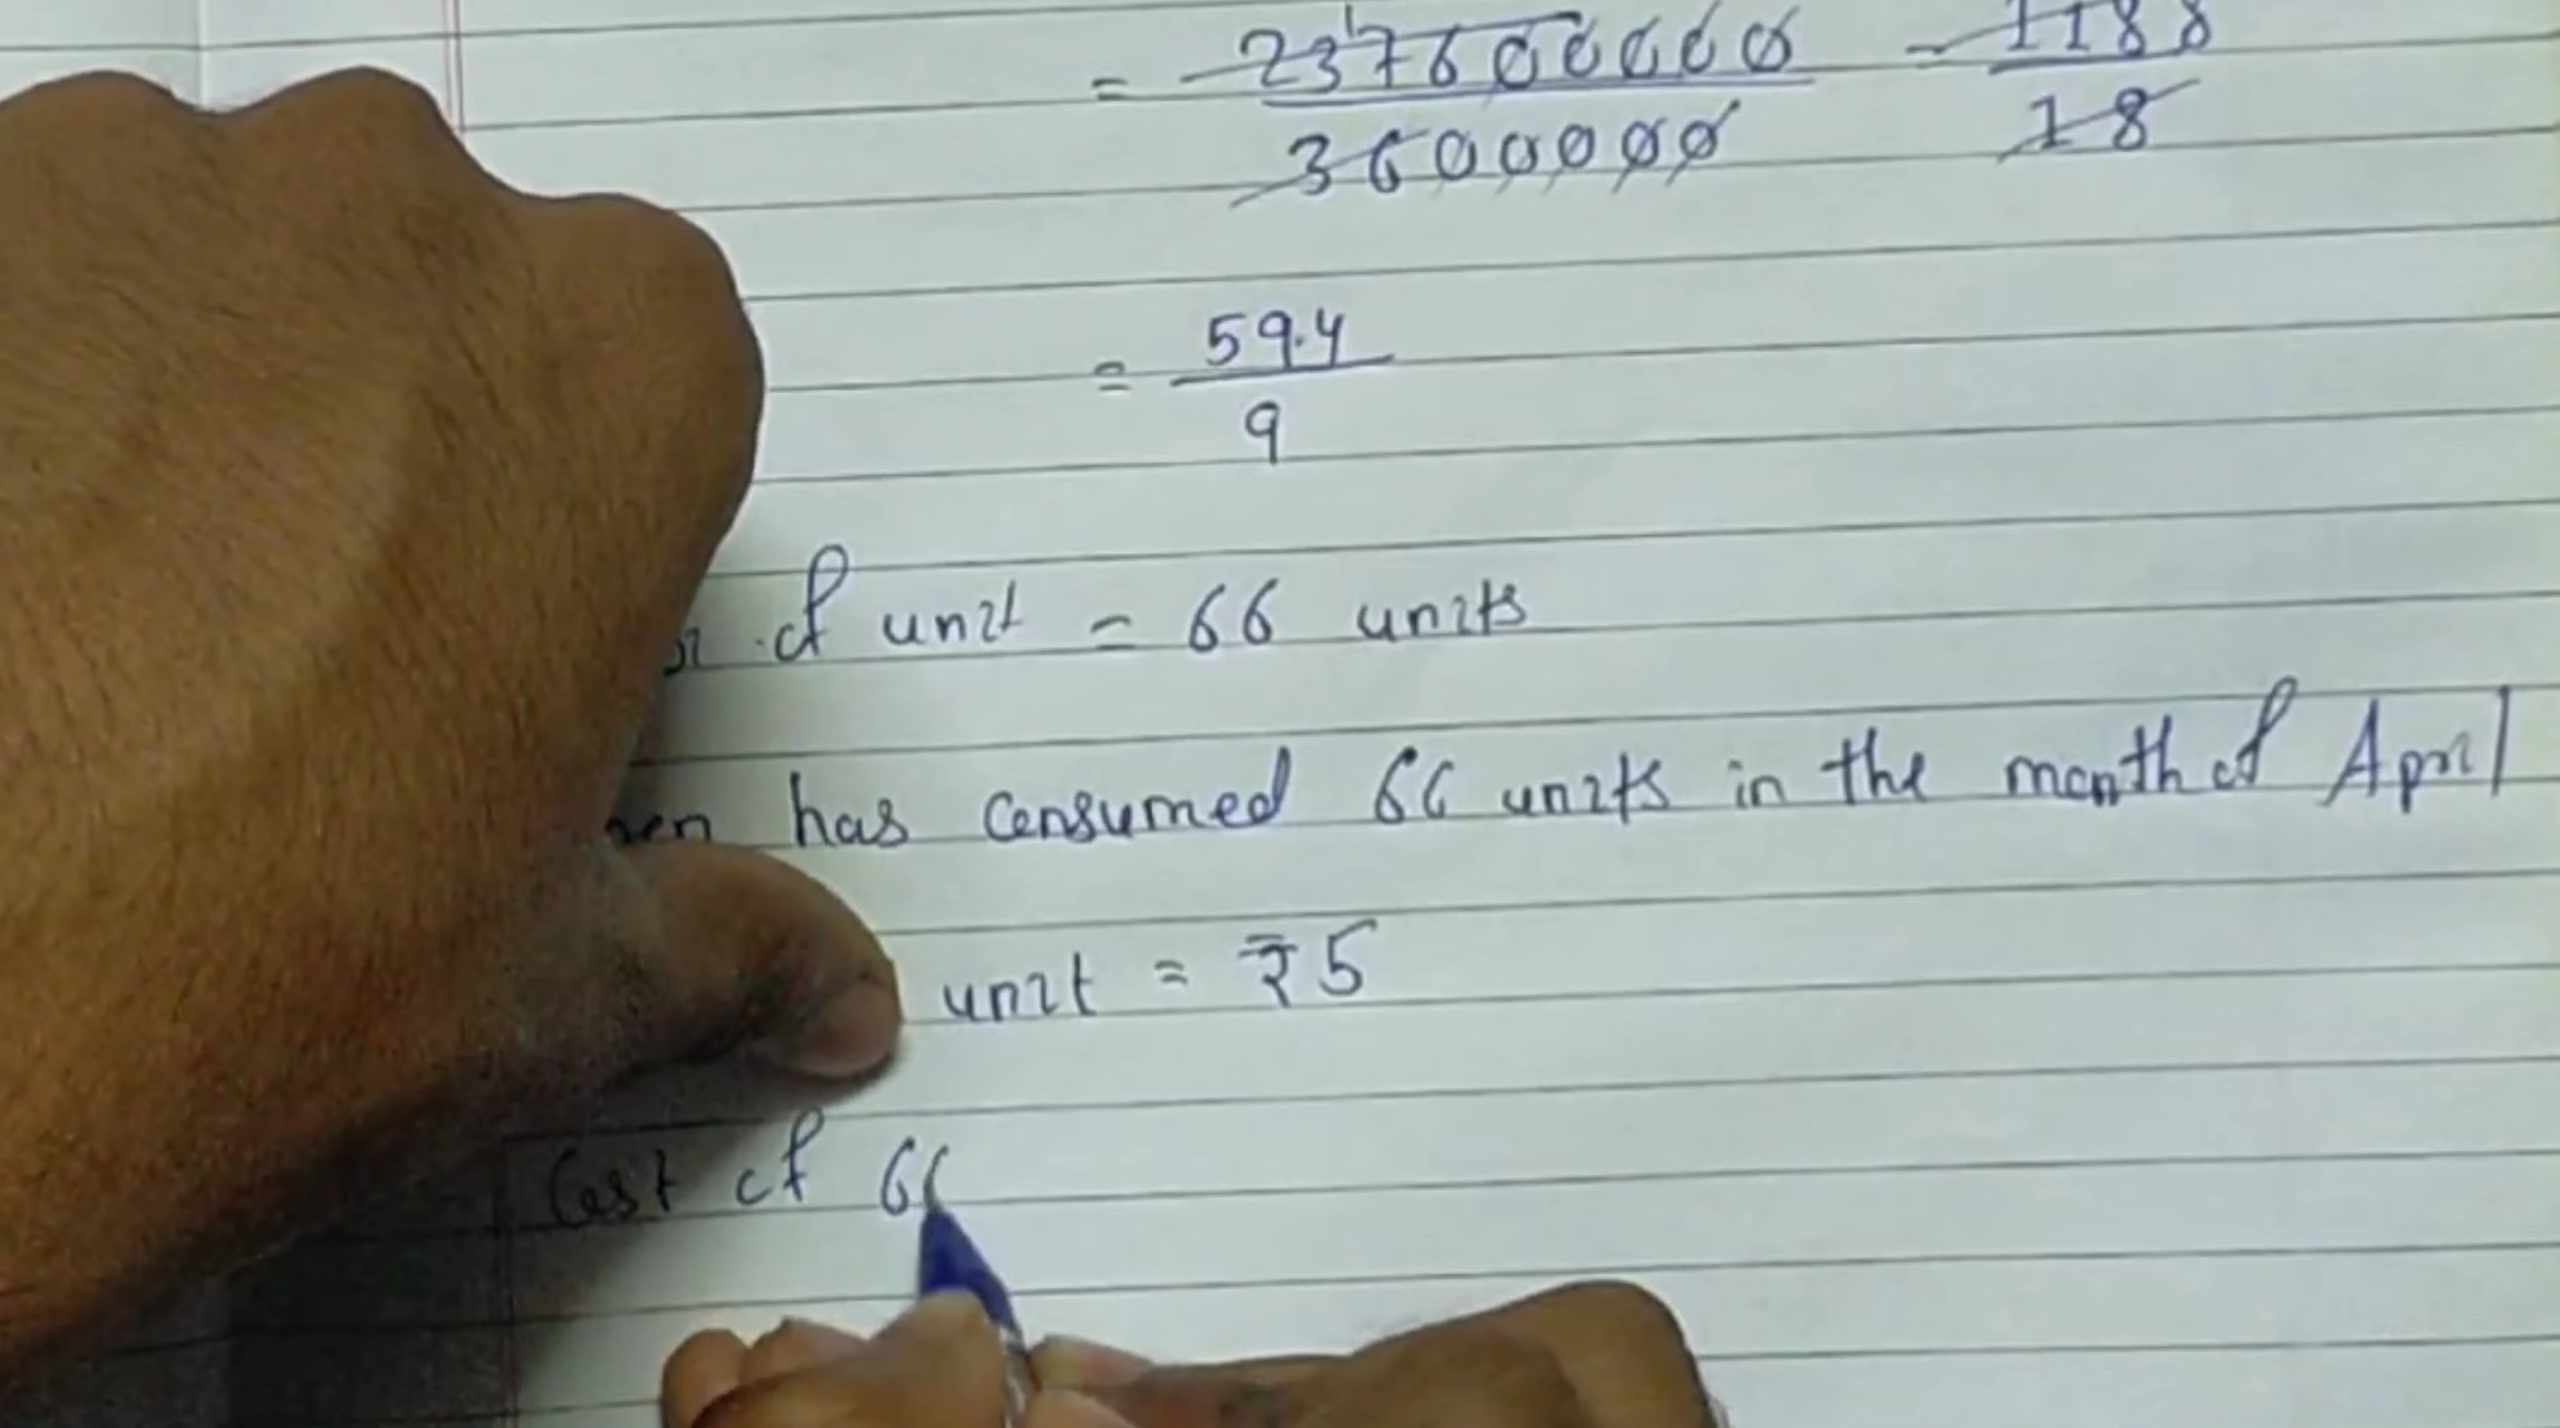 = 237600000 = 1188
3600000 18
= 59.4
9
of unit = 66 units
has consumed 66 units in the month of April
unit = ₹5
Cost of 66